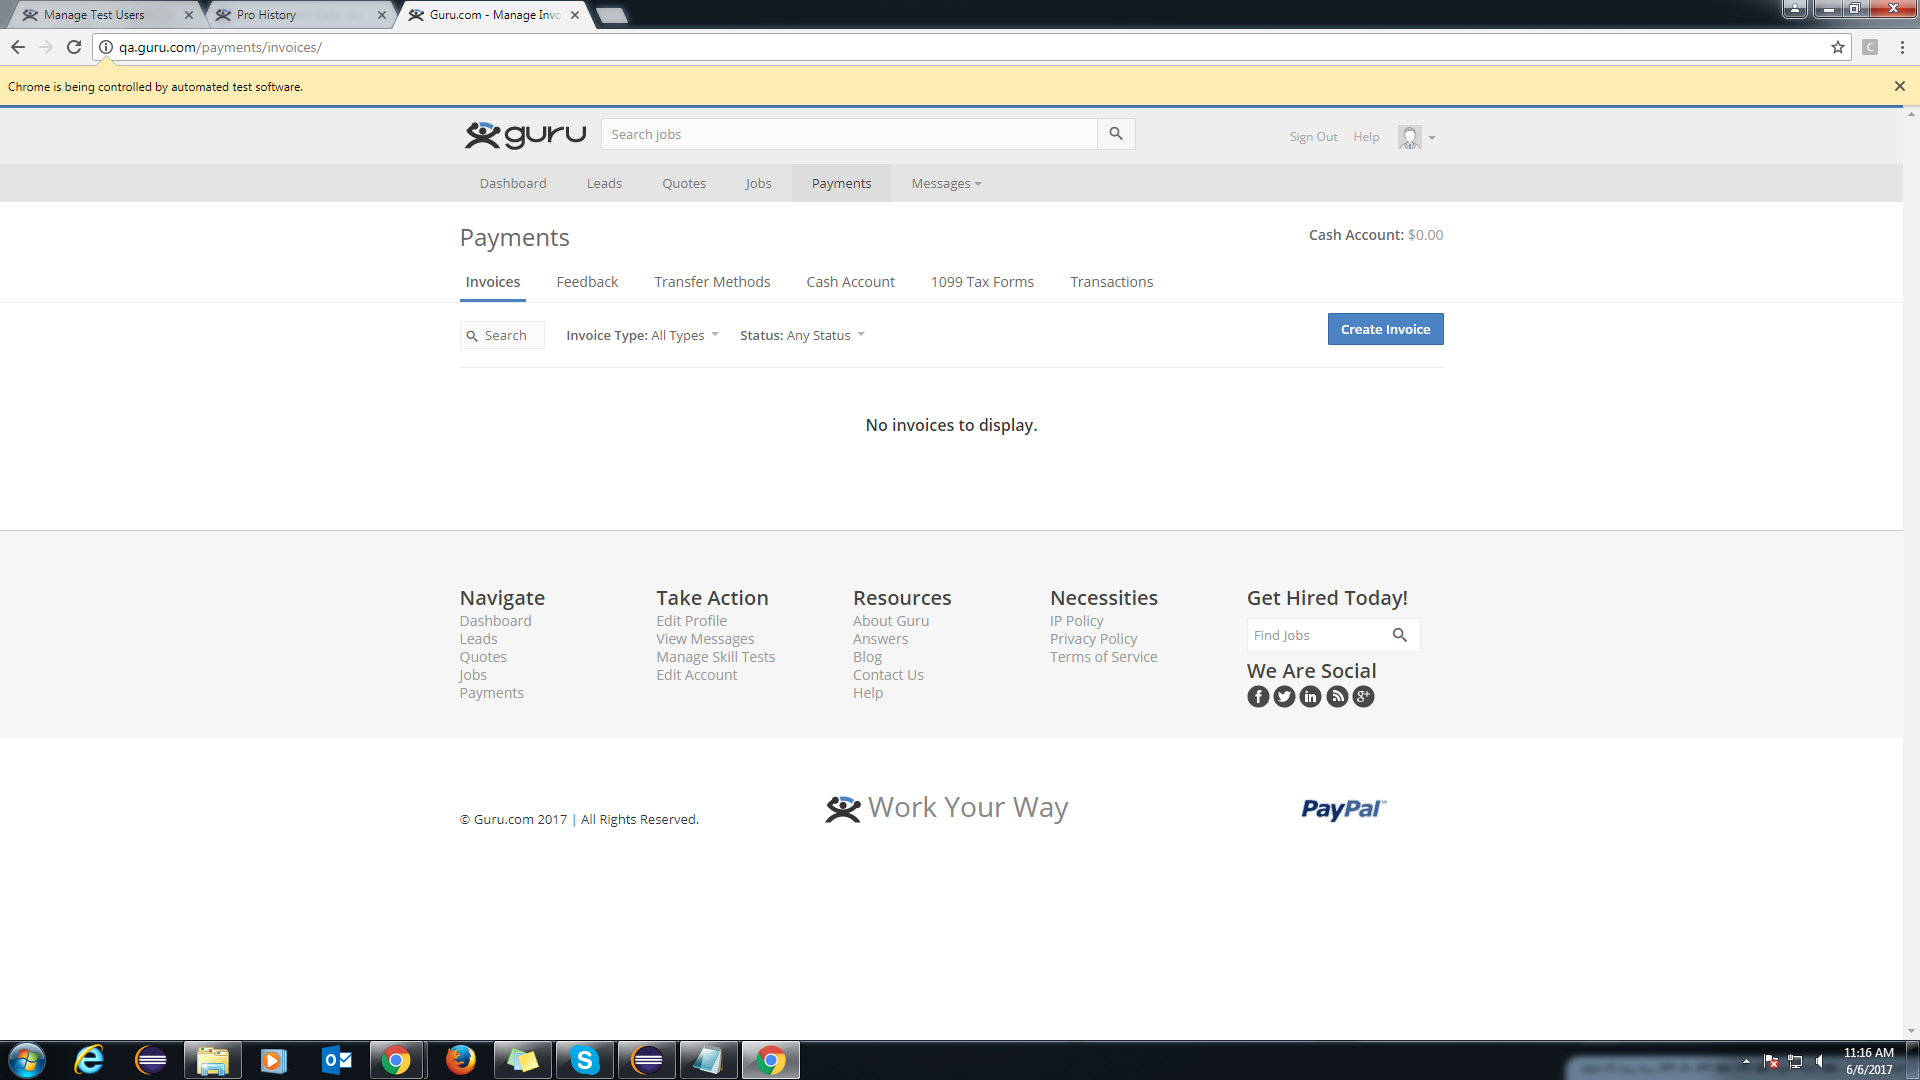 Manage Test Users
Pro History
Guru.com - Manage Invo
qa.guru.com/payments/invoices/
C
Chrome is being controlled by automated test software.
guru
Search jobs
Sign Out Help
Dashboard Leads Quotes Jobs Payments Messages
Payments
Cash Account: $0.00
Invoices Feedback Transfer Methods Cash Account 1099 Tax Forms Transactions
Search Invoice Type: All Types Status: Any Status Create Invoice
No invoices to display.
Navigate
Dashboard
Leads
Quotes
Jobs
Payments
Take Action
Edit Profile
View Messages
Manage Skill Tests
Edit Account
Resources
About Guru
Answers
Blog
Contact Us
Help
Necessities
IP Policy
Privacy Policy
Terms of Service
Get Hired Today!
Find Jobs
We Are Social
© Guru.com 2017 | All Rights Reserved.
Work Your Way
PayPal™
11:16 AM
6/6/2017